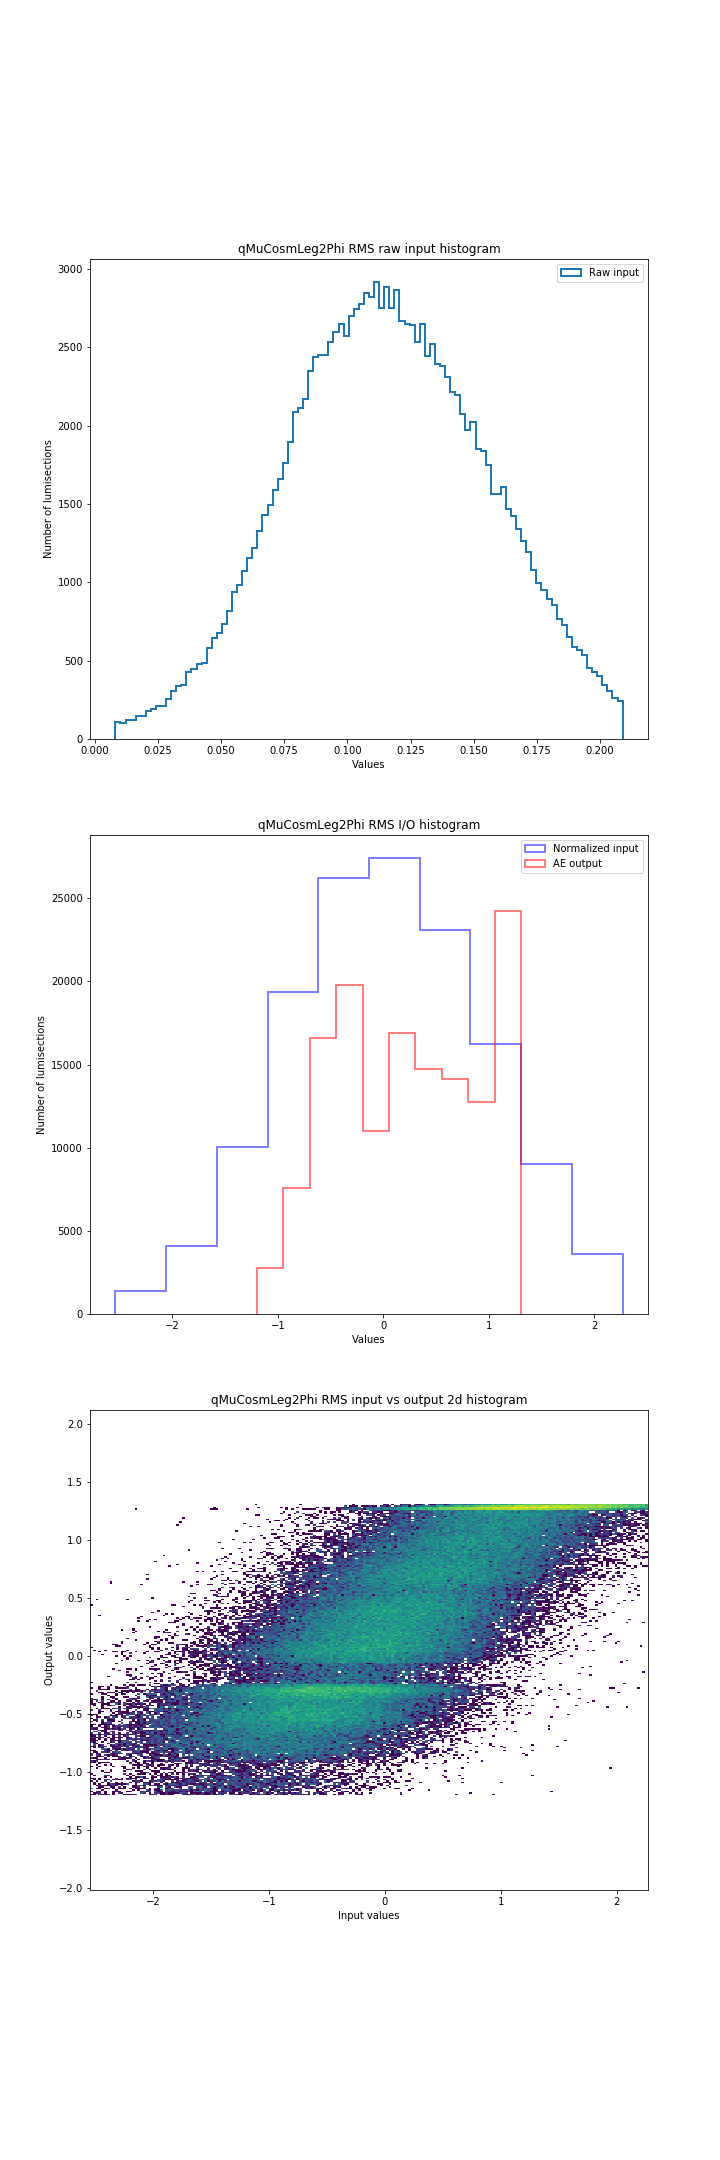 qMuCosmLeg2Phi RMS raw input histogram
Raw input
3000
2500
2000
1500
1000
500
0
Number of lumisections
0.000 0.025 0.050 0.075 0.100 0.125 0.150 0.175 0.200
Values
qMuCosmLeg2Phi RMS I/O histogram
Normalized input
AE output
25000
20000
15000
10000
5000
0
Number of lumisections
−2 −1 0 1 2
Values
qMuCosmLeg2Phi RMS input vs output 2d histogram
2.0
1.5
1.0
0.5
0.0
−0.5
−1.0
−1.5
−2.0
Output values
−2 −1 0 1 2
Input values